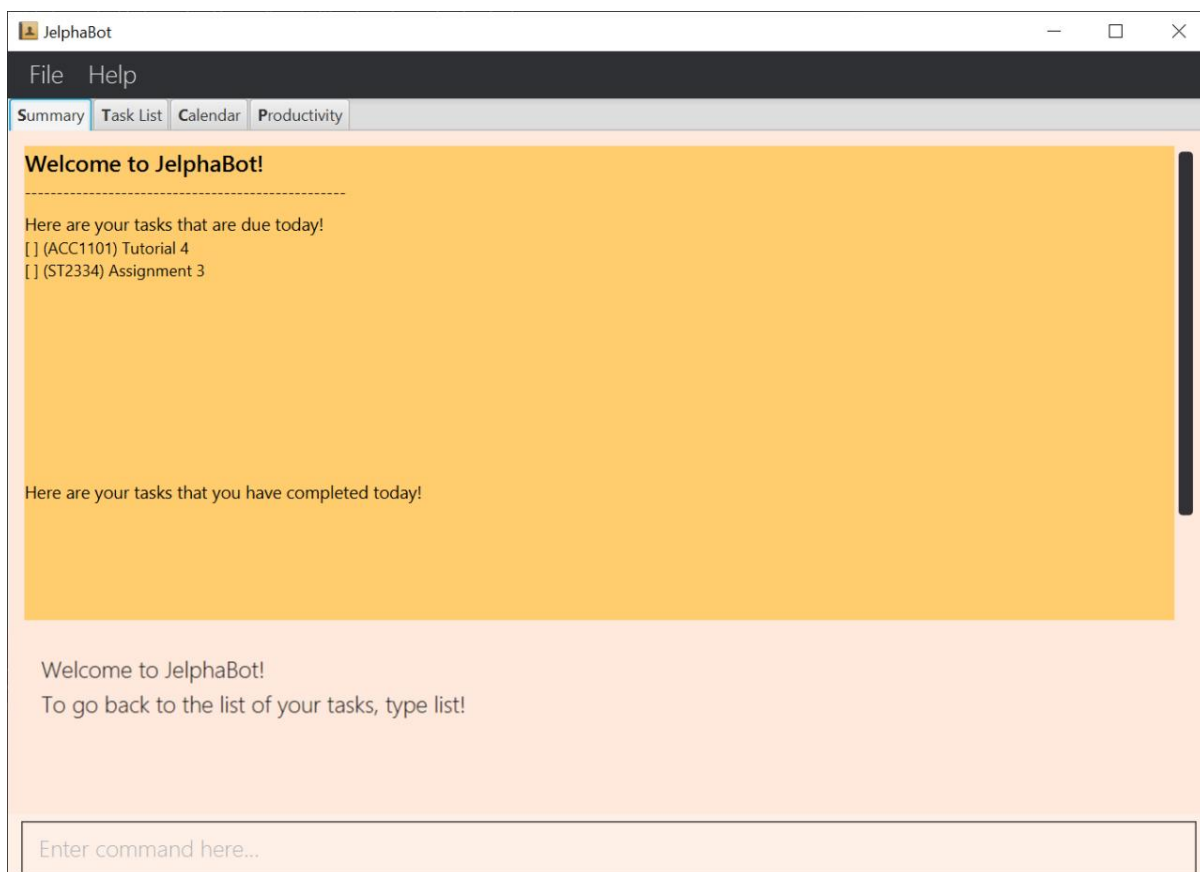 JelphaBot
File Help
Summary Task List Calendar Productivity
Welcome to JelphaBot!
--------------------------------------------------
Here are your tasks that are due today!
[ ] (ACC1101) Tutorial 4
[ ] (ST2334) Assignment 3
Here are your tasks that you have completed today!
Welcome to JelphaBot!
To go back to the list of your tasks, type list!
Enter command here...